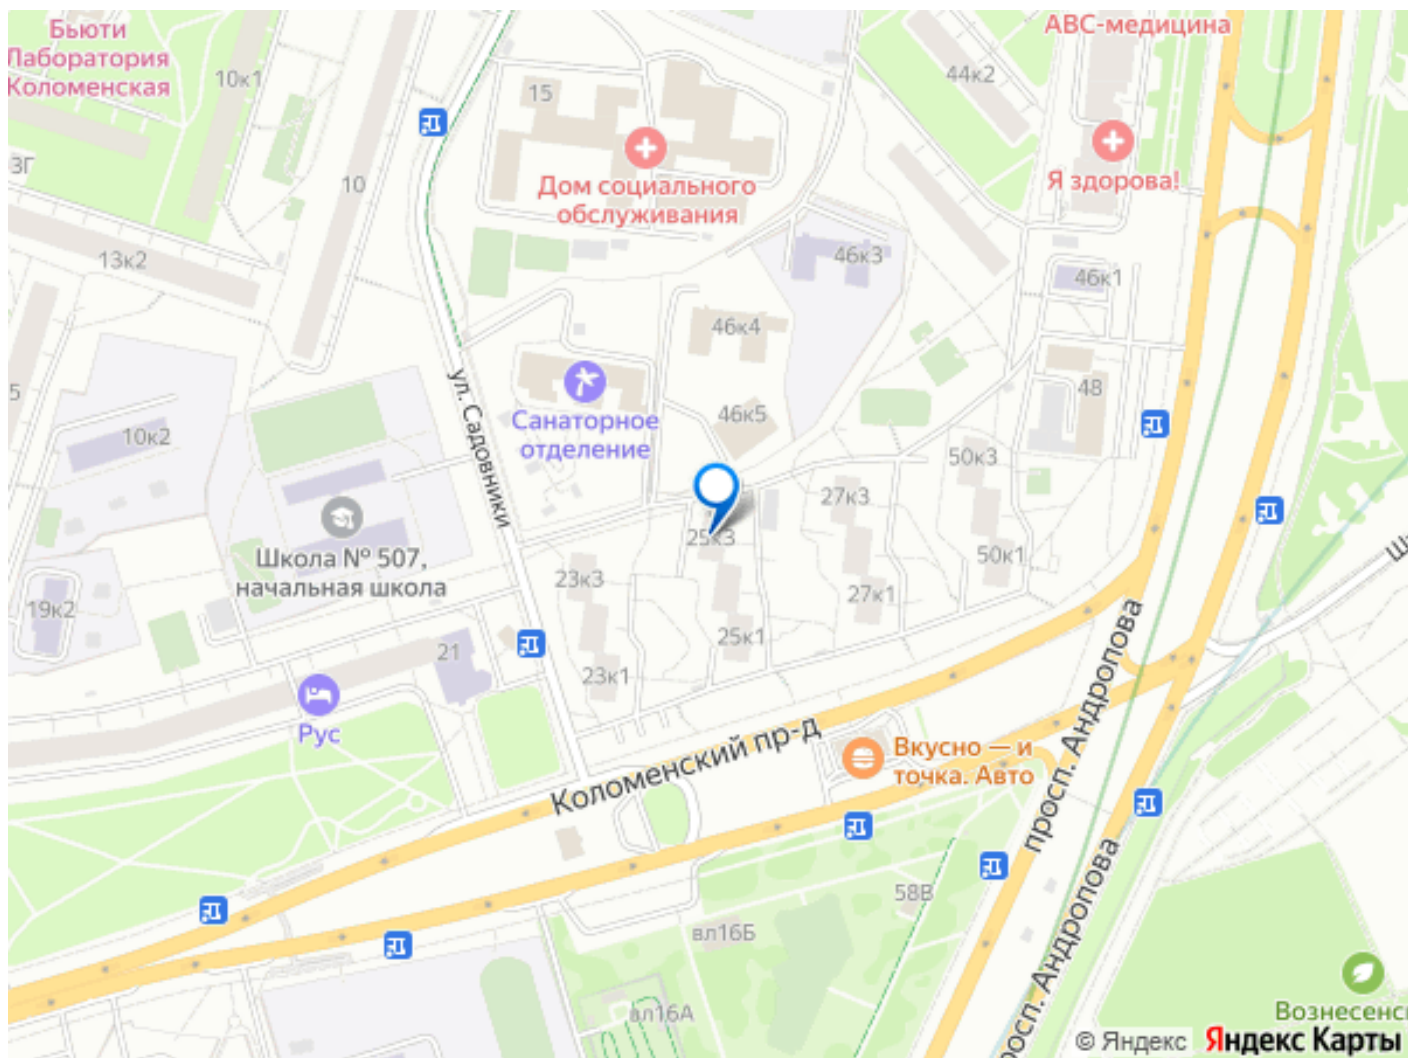 Бьюти
Лаборатория
Коломенская
10к1
15
44к2
АВС-медицина
3Г
10
Дом социального
обслуживания
Я здорова!
13к2
46к3
46к1
46к4
5
ул. Садовники
Санаторное
отделение
46к5
48
10к2
50к3
27к3
25к3
Школа № 507,
начальная школа
23к3
50к1
19к2
27к1
21
25к1
23к1
Рус
Коломенский пр-д
Вкусно — и
точка. Авто
просп. Андропова
58В
вл16Б
просп. Андропова
вл16А
Вознесенс
© Яндекс Яндекс Карты